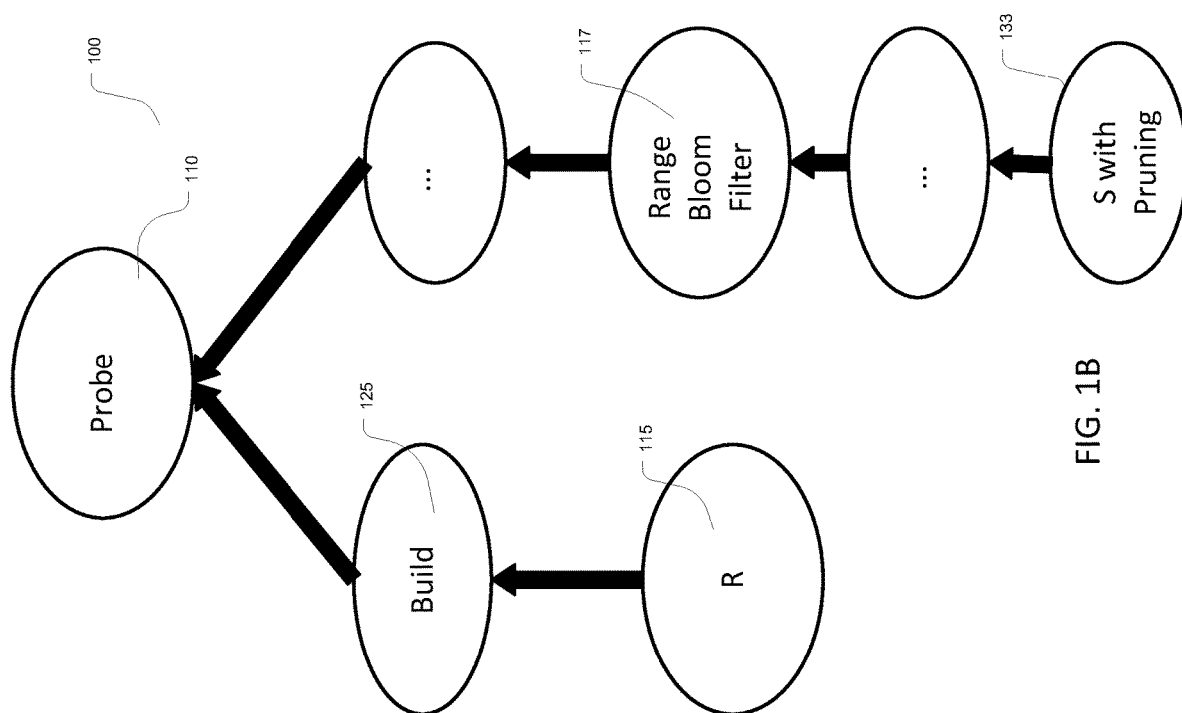 100
Probe
110
...
Build
125
Range
Bloom
Filter
117
R
115
...
S with
Pruning
133
FIG. 1B